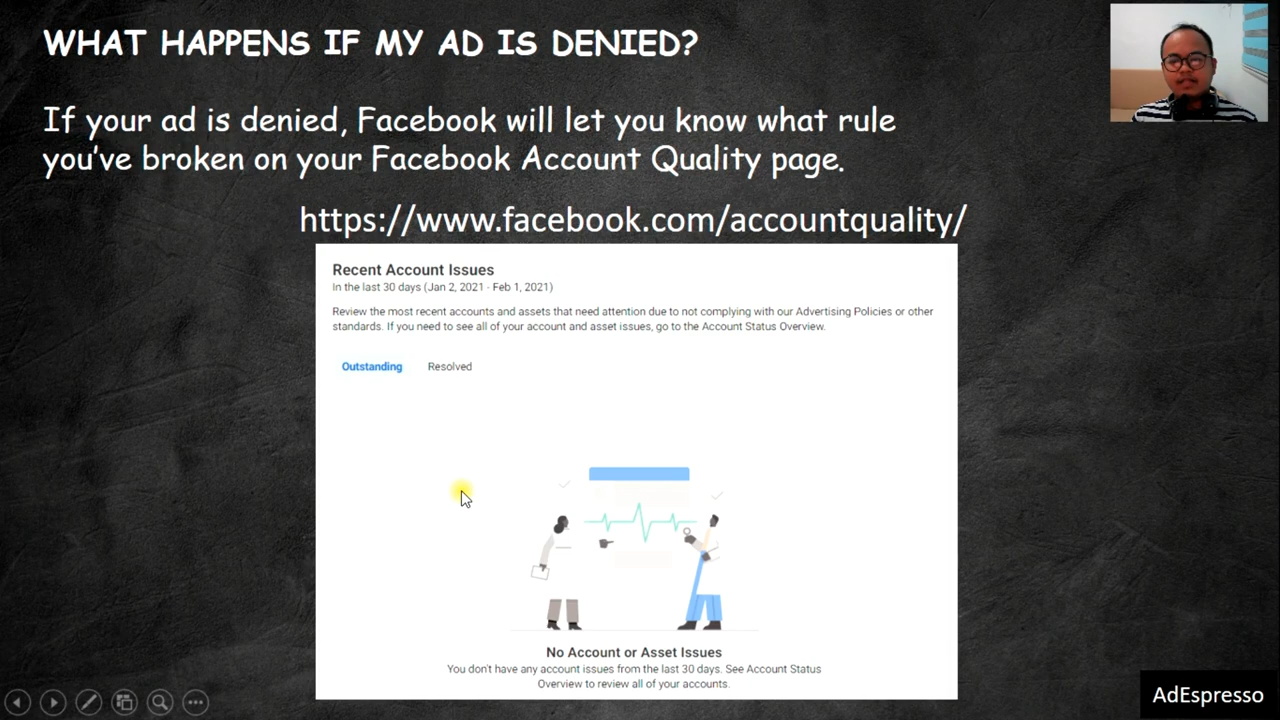 WHAT HAPPENS IF MY AD IS DENIED?
If your ad is denied, Facebook will let you know what rule
you've broken on your Facebook Account Quality page.
https://www.facebook.com/accountquality/
Recent Account Issues
In the last 30 days (Jan 2, 2021 - Feb 1, 2021)
Review the most recent accounts and assets that need attention due to not complying with our Advertising Policies or other
standards. If you need to see all of your account and asset issues, go to the Account Status Overview.
Outstanding Resolved
No Account or Asset Issues
You don't have any account issues from the last 30 days. See Account Status
Overview to review all of your accounts.
AdEspresso